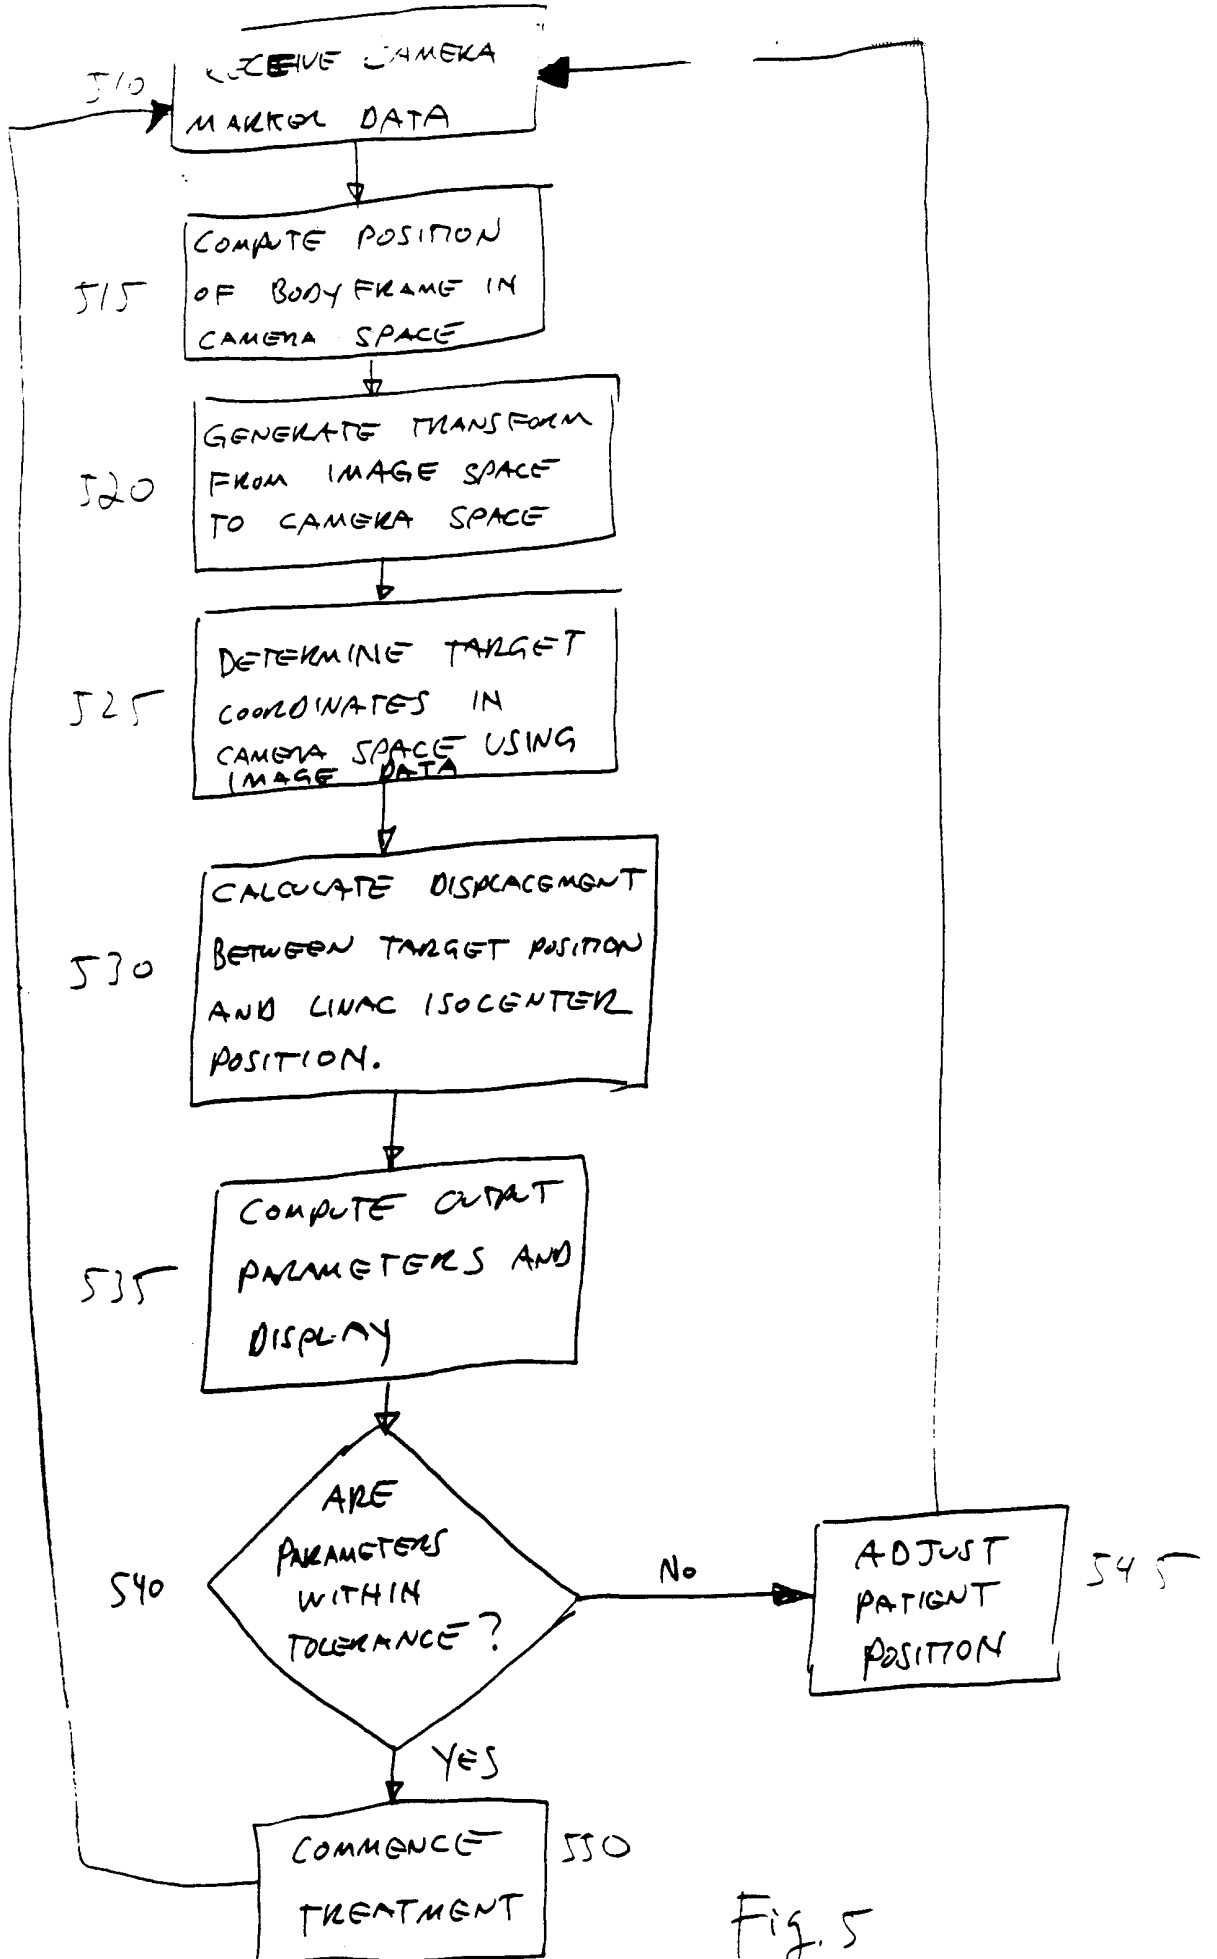 510
RECEIVE CAMERA
MARKER DATA
515
COMPUTE POSITION
OF BODY FRAME IN
CAMERA SPACE
520
GENERATE TRANSFORM
FROM IMAGE SPACE
TO CAMERA SPACE
525
DETERMINE TARGET
COORDINATES IN
CAMERA SPACE USING
IMAGE DATA
530
CALCULATE DISPLACEMENT
BETWEEN TARGET POSITION
AND LINAC ISOCENTER
POSITION.
535
COMPUTE OUTPUT
PARAMETERS AND
DISPLAY
540
ARE
PARAMETERS
WITHIN
TOLERANCE?
No
ADJUST
PATIENT
POSITION
545
YES
COMMENCE
TREATMENT
550
Fig. 5